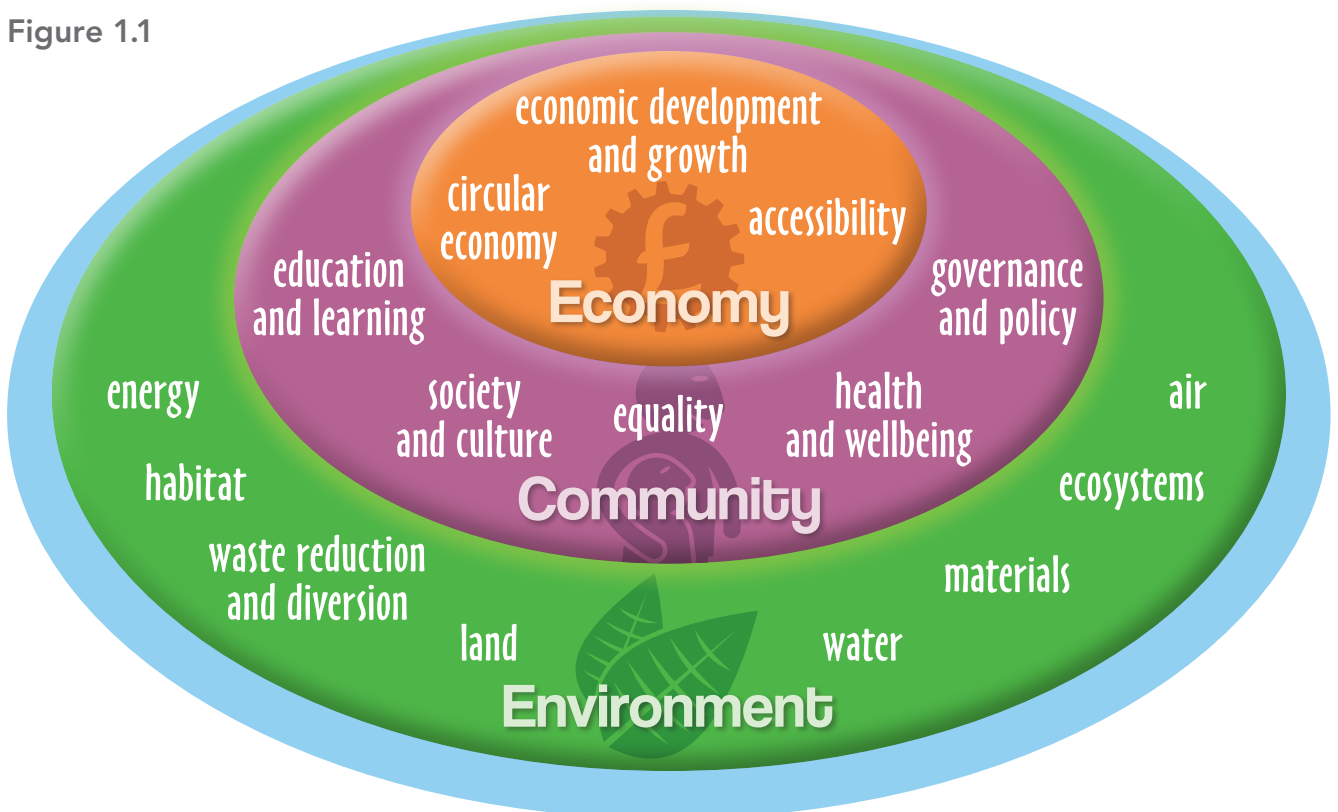 Figure 1.1
economic development
and growth
circular
economy
accessibility
£
Economy
education
and learning
governance
and policy
society
and culture
equality
health
and wellbeing
Community
energy
air
habitat
ecosystems
waste reduction
and diversion
materials
land
water
Environment